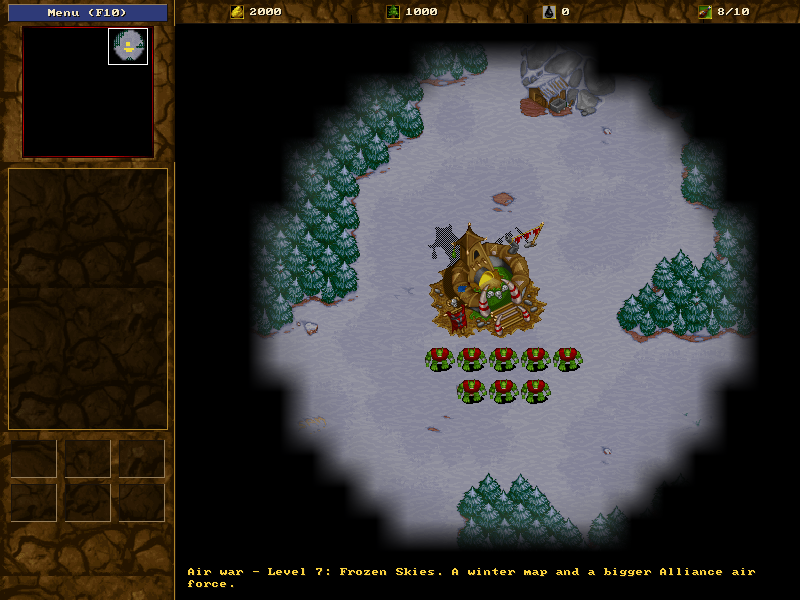 Menu (F10) 2000 1000 0 8/10
Air war - Level 7: Frozen Skies. A winter map and a bigger Alliance air
force.